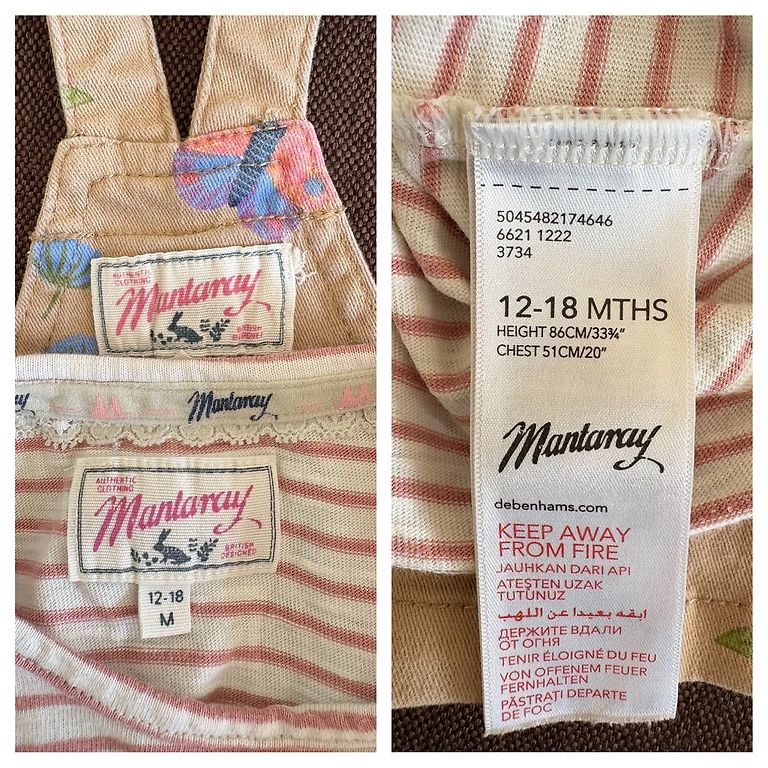 AUTHENTIC
CLOTHING
Mantaray
BRITISH
DESIGNED
Mantaray
AUTHENTIC
CLOTHING
Mantaray
BRITISH
DESIGNED
12-18
M
5045482174646
6621 1222
3734
12-18 MTHS
HEIGHT 86CM/33¾"
CHEST 51CM/20"
Mantaray
debenhams.com
KEEP AWAY
FROM FIRE
JAUHKAN DARI API
ATEŞTEN UZAK
TUTUNUZ
ابقه بعيدا عن اللهب
ДЕРЖИТЕ ВДАЛИ
ОТ ОГНЯ
TENIR ÉLOIGNÉ DU FEU
VON OFFENEM FEUER
FERNHALTEN
PĂSTRAȚI DEPARTE
DE FOC